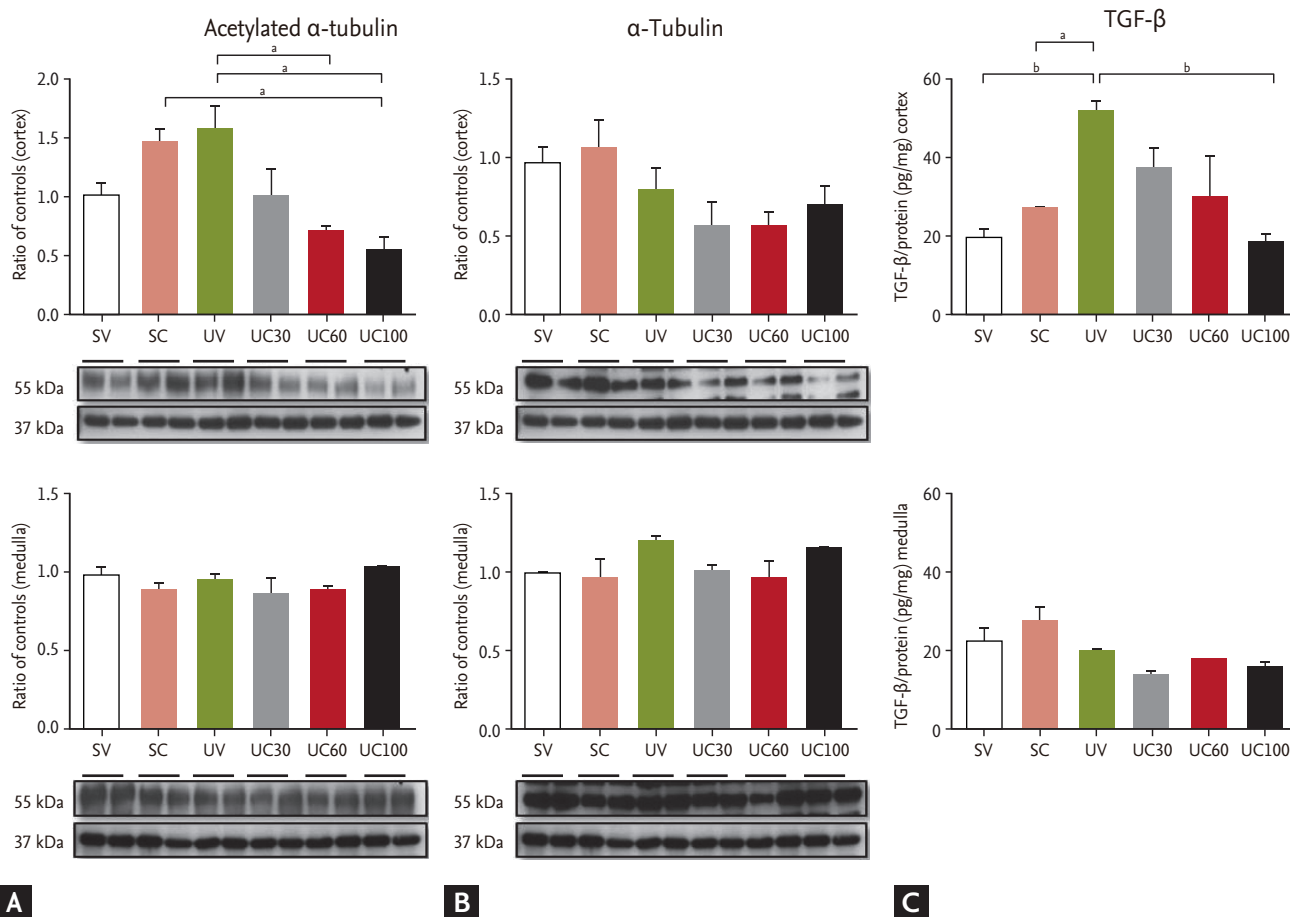 Acetylated α-tubulin
a
a
a
Ratio of controls (cortex)
2.0
1.5
1.0
0.5
0.0
SV SC UV UC30 UC60 UC100
55 kDa
37 kDa
Ratio of controls (medulla)
1.5
1.0
0.5
0.0
SV SC UV UC30 UC60 UC100
55 kDa
37 kDa
A
α-Tubulin
Ratio of controls (cortex)
1.5
1.0
0.5
0.0
SV SC UV UC30 UC60 UC100
55 kDa
37 kDa
Ratio of controls (medulla)
1.5
1.0
0.5
0.0
SV SC UV UC30 UC60 UC100
55 kDa
37 kDa
B
TGF-β
a
b b
TGF-β/protein (pg/mg) cortex
60
40
20
0
SV SC UV UC30 UC60 UC100
TGF-β/protein (pg/mg) medulla
60
40
20
0
SV SC UV UC30 UC60 UC100
C